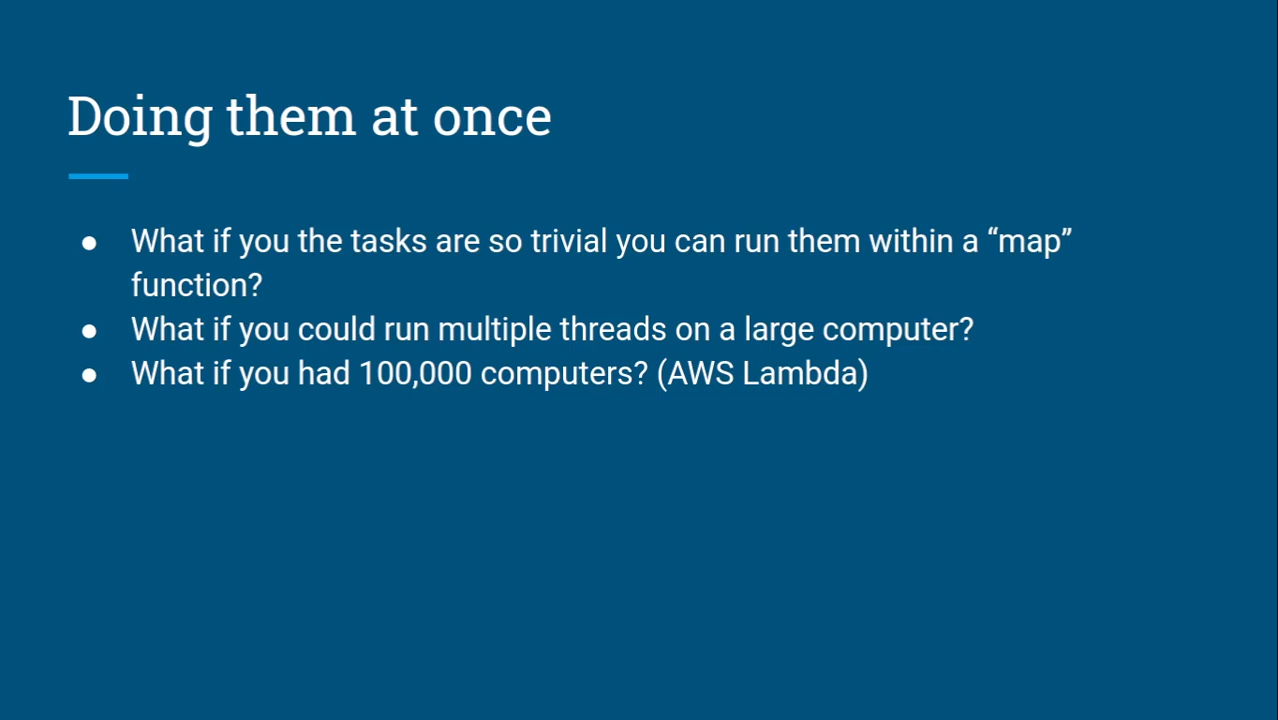 Doing them at once
● What if you the tasks are so trivial you can run them within a “map”
function?
● What if you could run multiple threads on a large computer?
● What if you had 100,000 computers? (AWS Lambda)